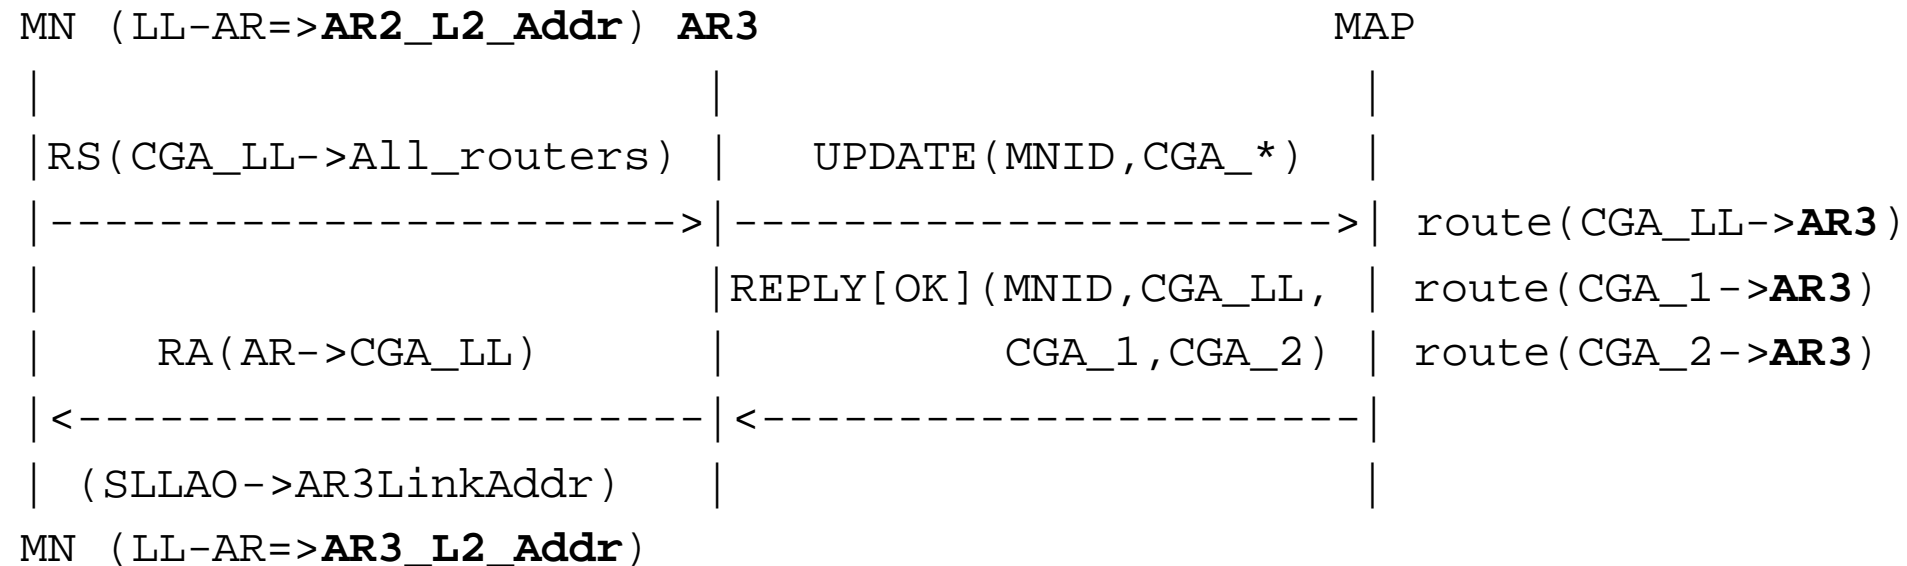 MN (LL-AR=>AR2_L2_Addr) AR3                                  MAP
|                                 |                                |
|RS(CGA_LL->All_routers) |    UPDATE(MNID,CGA_*)   |
|----------------------->|----------------------->| route(CGA_LL->AR3)
|                        |REPLY[OK](MNID,CGA_LL,  | route(CGA_1->AR3)
|     RA(AR->CGA_LL)     |          CGA_1,CGA_2)  | route(CGA_2->AR3)
|<-----------------------|<-----------------------|
| (SLLAO->AR3LinkAddr)   |                        |
MN (LL-AR=>AR3_L2_Addr)